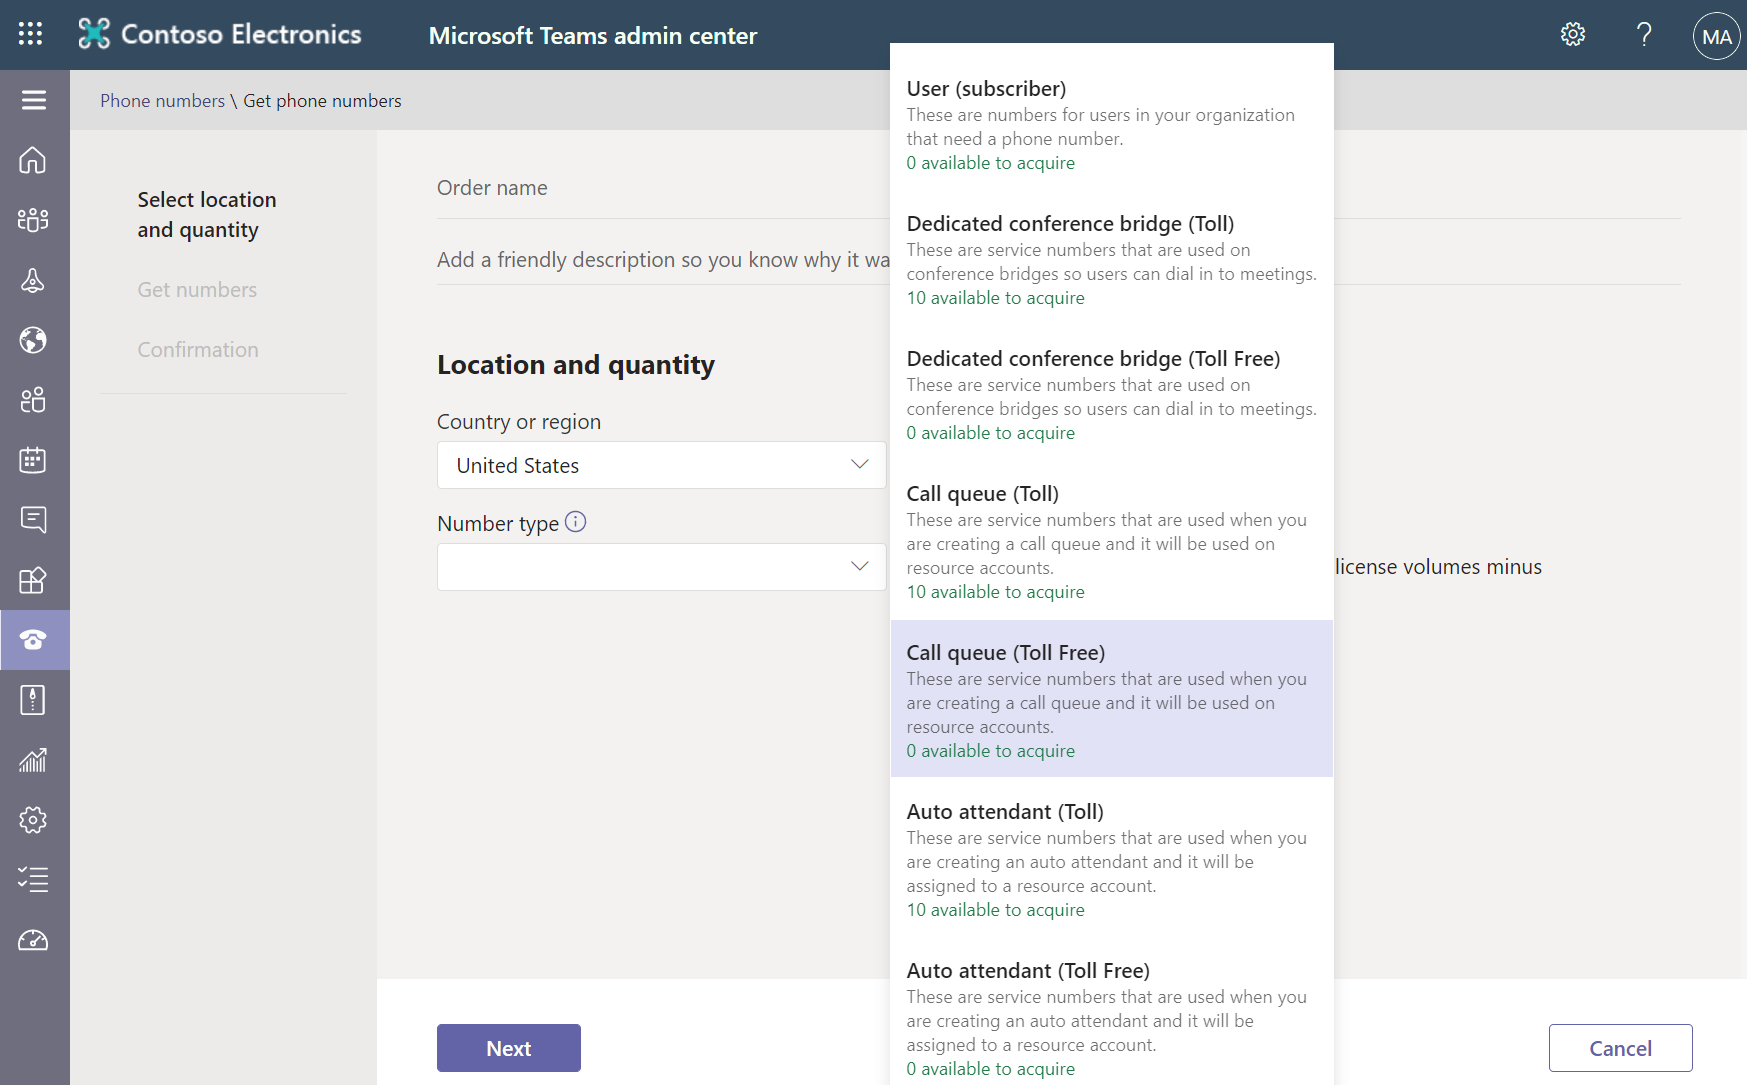 Contoso Electronics
Microsoft Teams admin center
?
MA
Phone numbers \ Get phone numbers
Select location
and quantity
Get numbers
Confirmation
Order name
Add a friendly description so you know why it wa
Location and quantity
Country or region
United States
Number type
license volumes minus
User (subscriber)
These are numbers for users in your organization
that need a phone number.
0 available to acquire
Dedicated conference bridge (Toll)
These are service numbers that are used on
conference bridges so users can dial in to meetings.
10 available to acquire
Dedicated conference bridge (Toll Free)
These are service numbers that are used on
conference bridges so users can dial in to meetings.
0 available to acquire
Call queue (Toll)
These are service numbers that are used when you
are creating a call queue and it will be used on
resource accounts.
10 available to acquire
Call queue (Toll Free)
These are service numbers that are used when you
are creating a call queue and it will be used on
resource accounts.
0 available to acquire
Auto attendant (Toll)
These are service numbers that are used when you
are creating an auto attendant and it will be
assigned to a resource account.
10 available to acquire
Auto attendant (Toll Free)
These are service numbers that are used when you
are creating an auto attendant and it will be
assigned to a resource account.
0 available to acquire
Next
Cancel